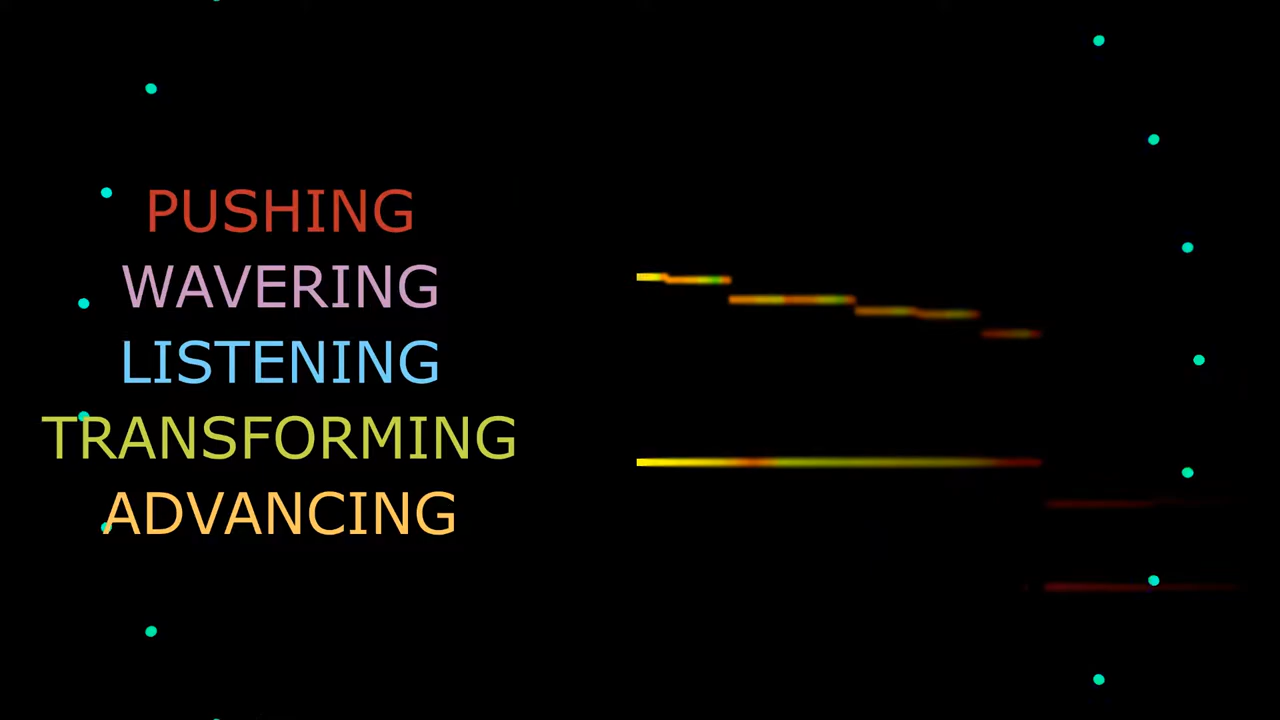 PUSHING
WAVERING
LISTENING
TRANSFORMING
ADVANCING